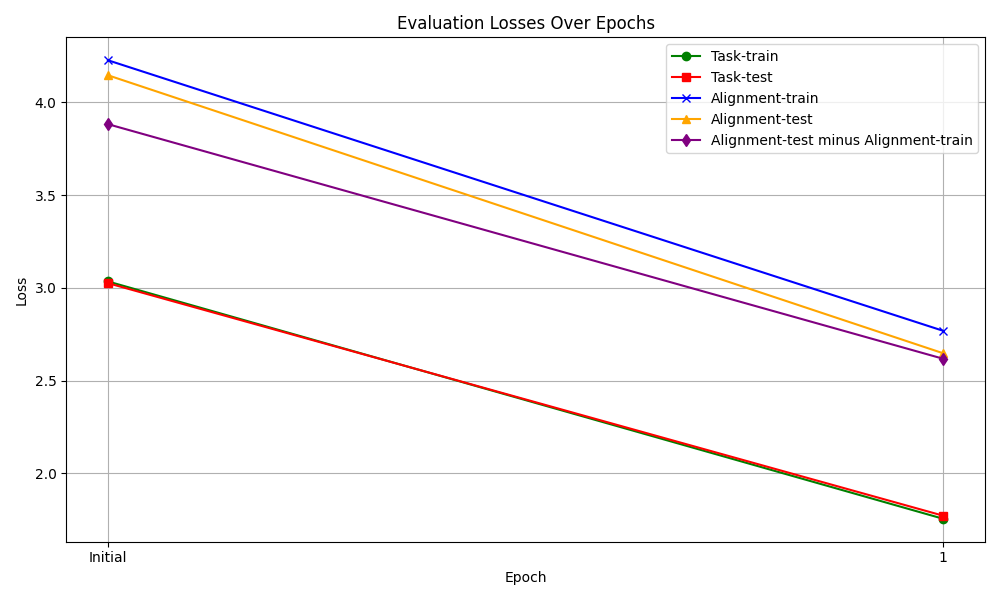 Evaluation Losses Over Epochs
Task-train
Task-test
Alignment-train
Alignment-test
Alignment-test minus Alignment-train
4.0
3.5
3.0
2.5
2.0
Loss
Initial
1
Epoch